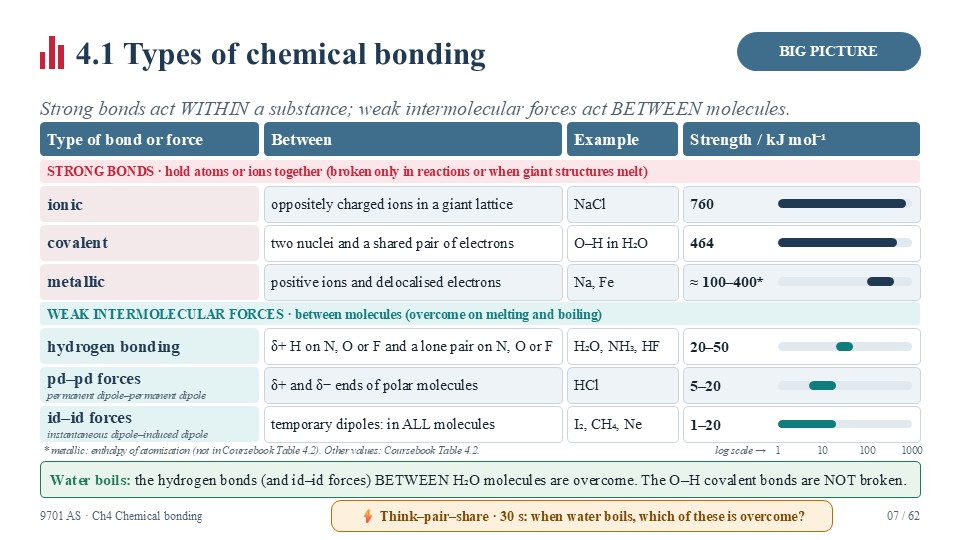 4.1 Types of chemical bonding
BIG PICTURE
Strong bonds act WITHIN a substance; weak intermolecular forces act BETWEEN molecules.
Type of bond or force Between Example Strength / kJ mol⁻¹
STRONG BONDS · hold atoms or ions together (broken only in reactions or when giant structures melt)
ionic oppositely charged ions in a giant lattice NaCl 760
covalent two nuclei and a shared pair of electrons O–H in H₂O 464
metallic positive ions and delocalised electrons Na, Fe ≈ 100–400*
WEAK INTERMOLECULAR FORCES · between molecules (overcome on melting and boiling)
hydrogen bonding δ+ H on N, O or F and a lone pair on N, O or F H₂O, NH₃, HF 20–50
pd–pd forces δ+ and δ− ends of polar molecules HCl 5–20
permanent dipole–permanent dipole
id–id forces temporary dipoles: in ALL molecules I₂, CH₄, Ne 1–20
instantaneous dipole–induced dipole
* metallic: enthalpy of atomisation (not in Coursebook Table 4.2). Other values: Coursebook Table 4.2. log scale → 1 10 100 1000
Water boils: the hydrogen bonds (and id–id forces) BETWEEN H₂O molecules are overcome. The O–H covalent bonds are NOT broken.
9701 AS · Ch4 Chemical bonding
⚡ Think–pair–share · 30 s: when water boils, which of these is overcome?
07 / 62